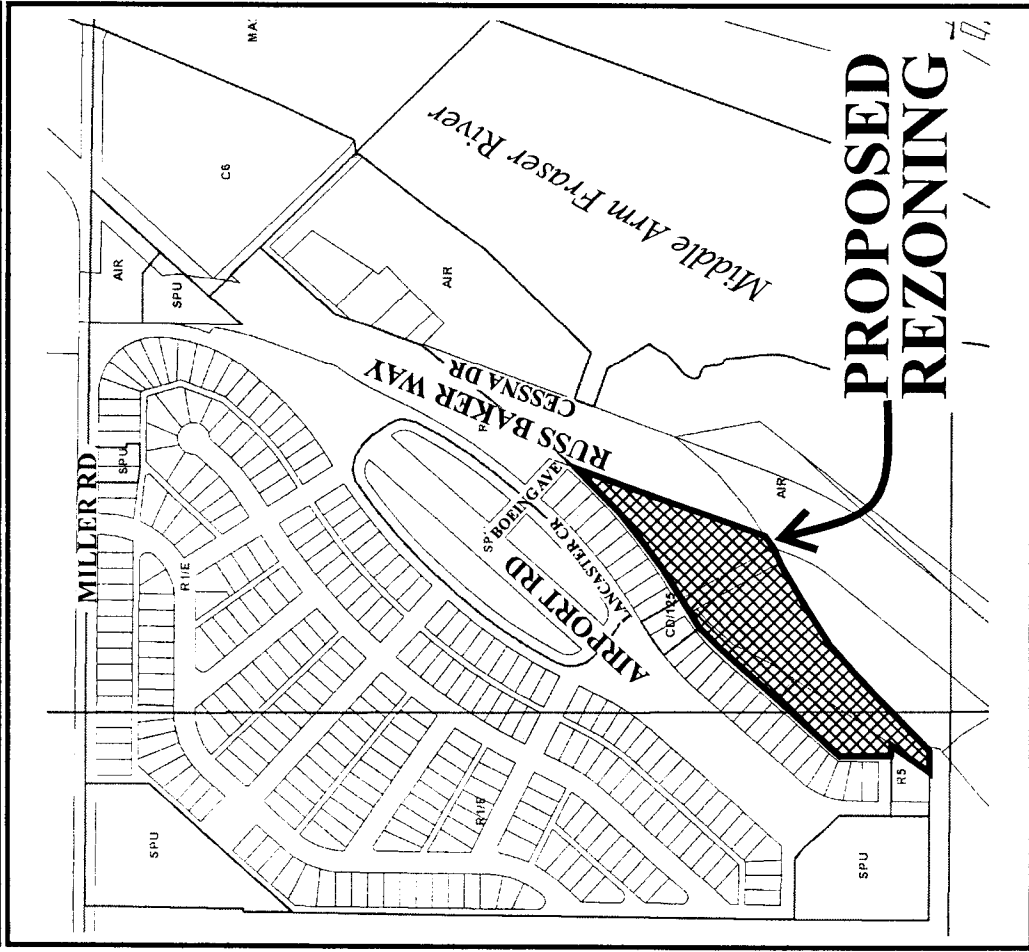 MA
C6
Middle Arm Fraser River
AIR
SPU
AIR
MILLER RD
SPU
R1/E
CESSNA DR
RUSS BAKER WAY
BOEING AVE
LANCASTER CR
AIRPORT RD
CD/125
AIR
PROPOSED
REZONING
SPU
R1/E
R5
SPU